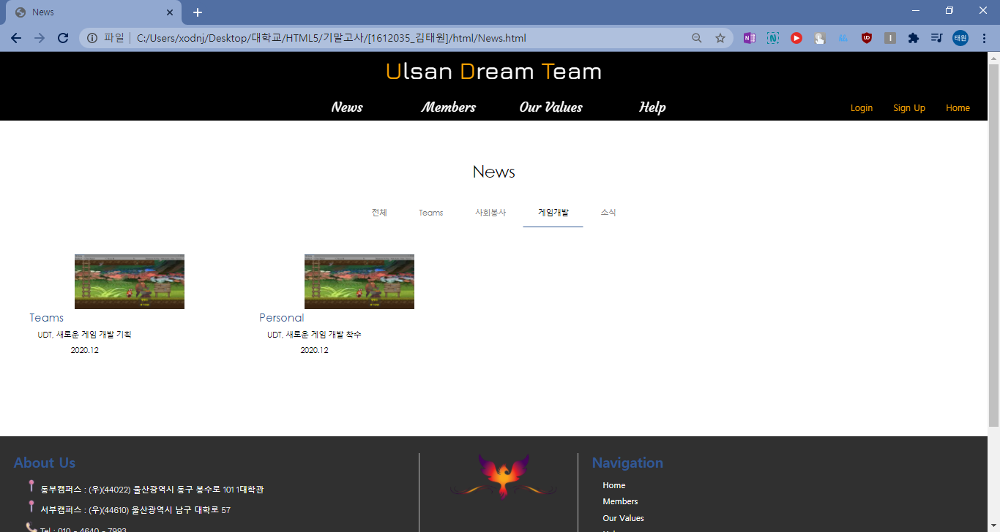 News
파일 C:/Users/xodnj/Desktop/대학교/HTML5/기말고사/[1612035_김태원]/html/News.html
태원
Ulsan Dream Team
News Members Our Values Help
Login Sign Up Home
News
전체 Teams 사회봉사 게임개발 소식
Teams
UDT, 새로운 게임 개발 기획
2020.12
Personal
UDT, 새로운 게임 개발 착수
2020.12
About Us
동부캠퍼스 : (우)(44022) 울산광역시 동구 봉수로 101 1대학관
서부캠퍼스 : (우)(44610) 울산광역시 남구 대학로 57
Tel : 010 - 4640 - 7993
Navigation
Home
Members
Our Values